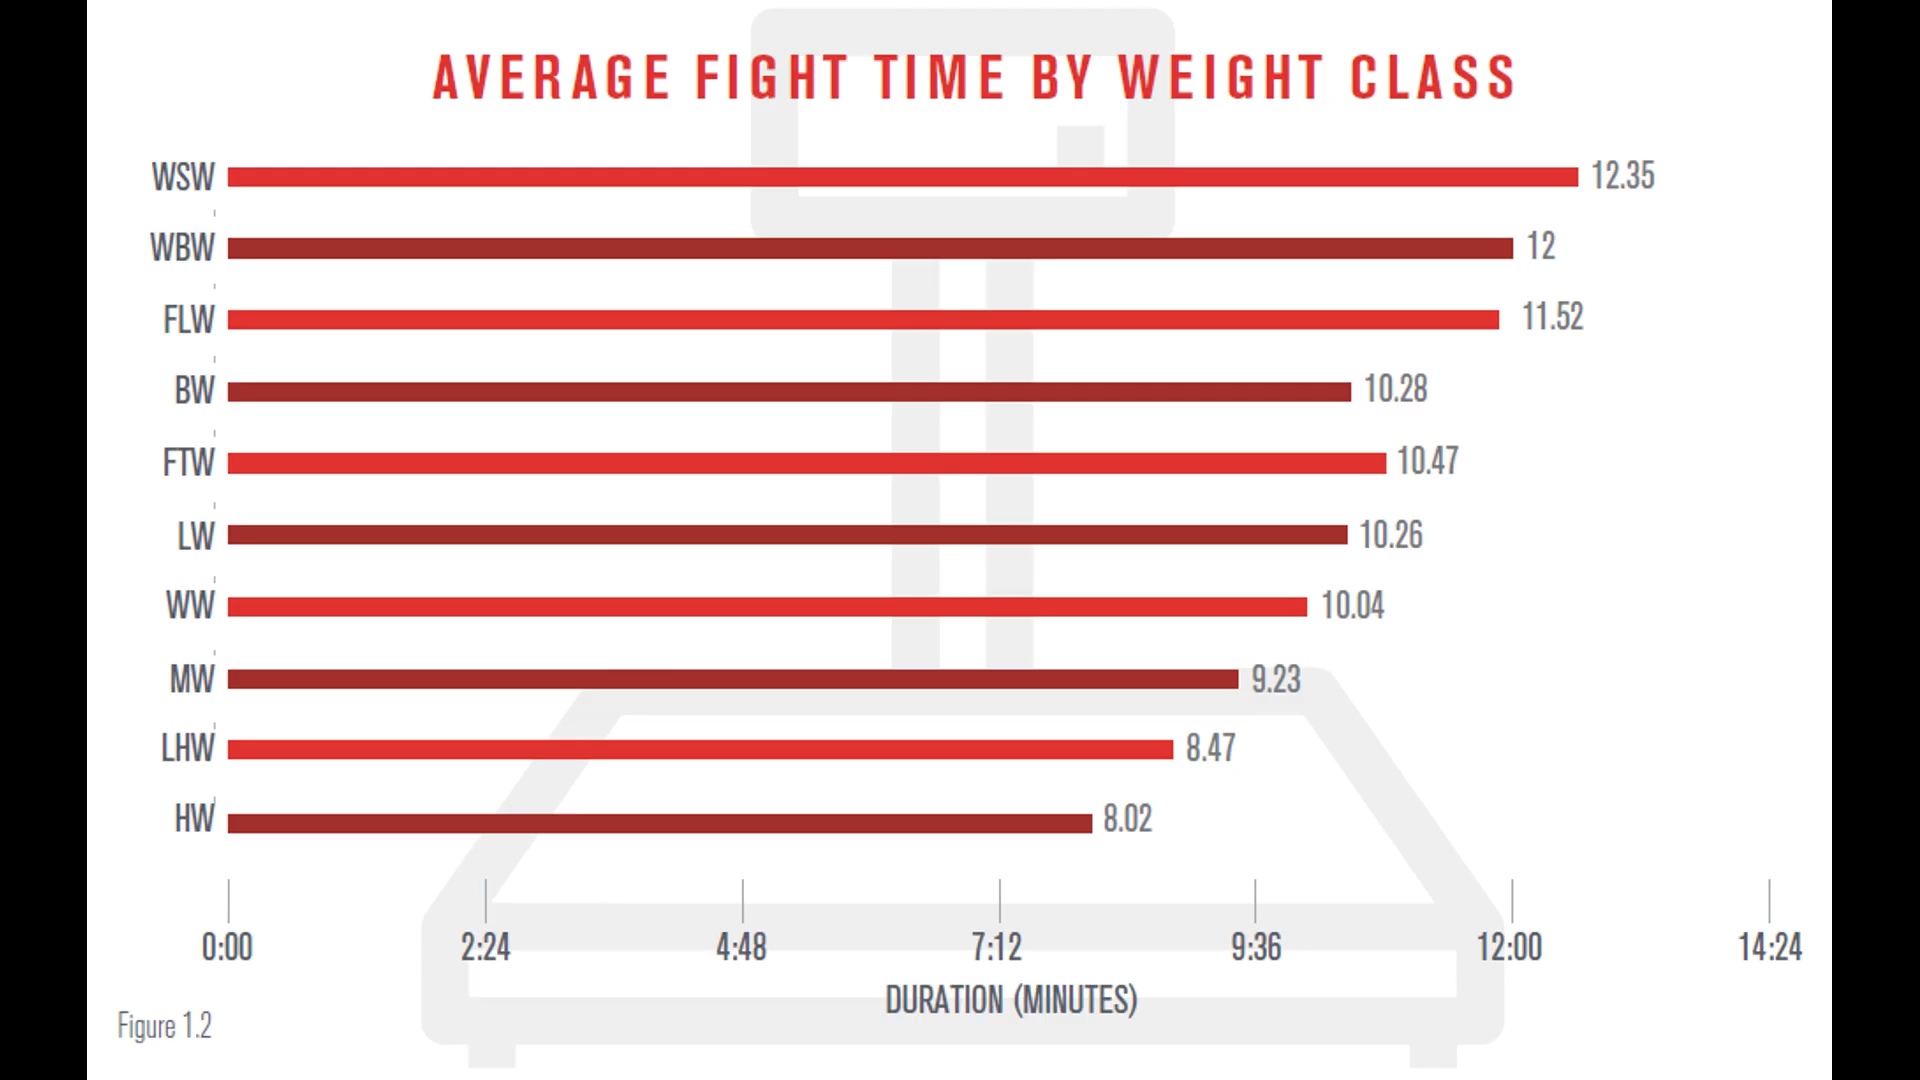 AVERAGE FIGHT TIME BY WEIGHT CLASS
WSW 12.35
WBW 12
FLW 11.52
BW 10.28
FTW 10.47
LW 10.26
WW 10.04
MW 9.23
LHW 8.47
HW 8.02
0:00 2:24 4:48 7:12 9:36 12:00 14:24
DURATION (MINUTES)
Figure 1.2